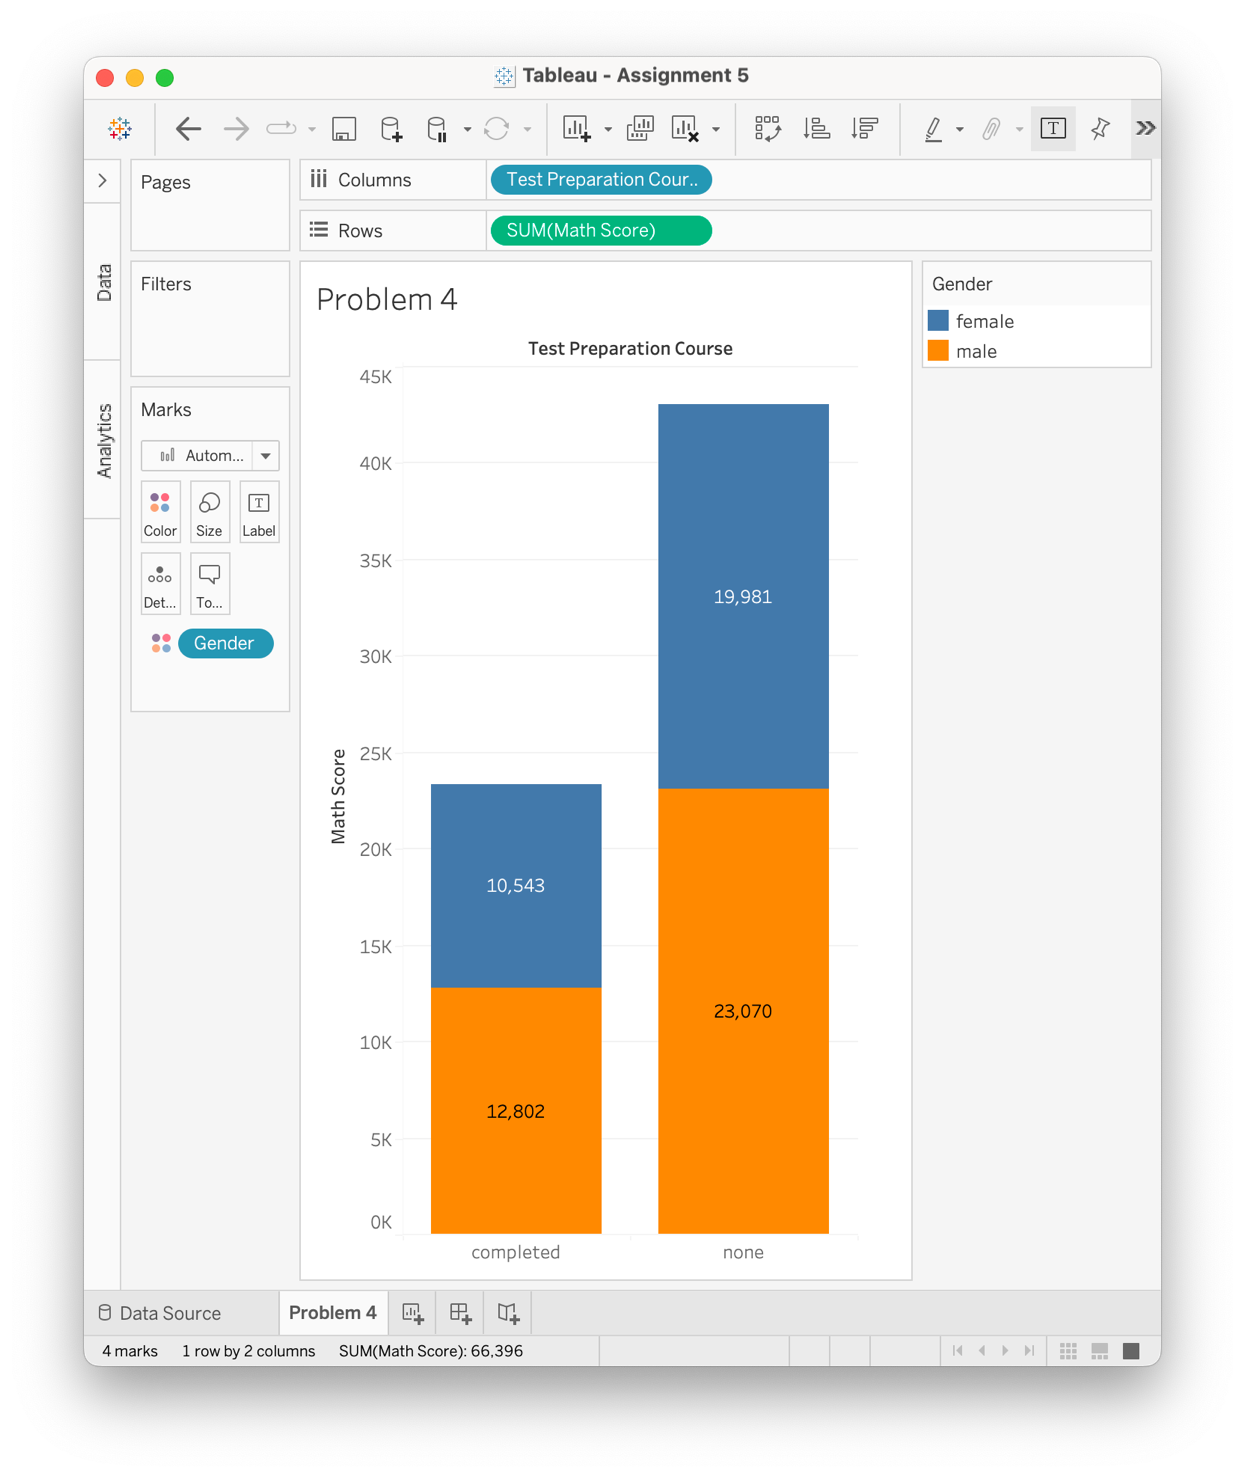 Tableau - Assignment 5
Pages
Columns
Test Preparation Cour..
Rows
SUM(Math Score)
Data
Analytics
Filters
Marks
Autom...
Color
Size
Label
Det...
To...
Gender
Problem 4
Test Preparation Course
Math Score
45K
40K
35K
30K
25K
20K
15K
10K
5K
0K
19,981
10,543
23,070
12,802
completed
none
Gender
female
male
Data Source
Problem 4
4 marks
1 row by 2 columns
SUM(Math Score): 66,396